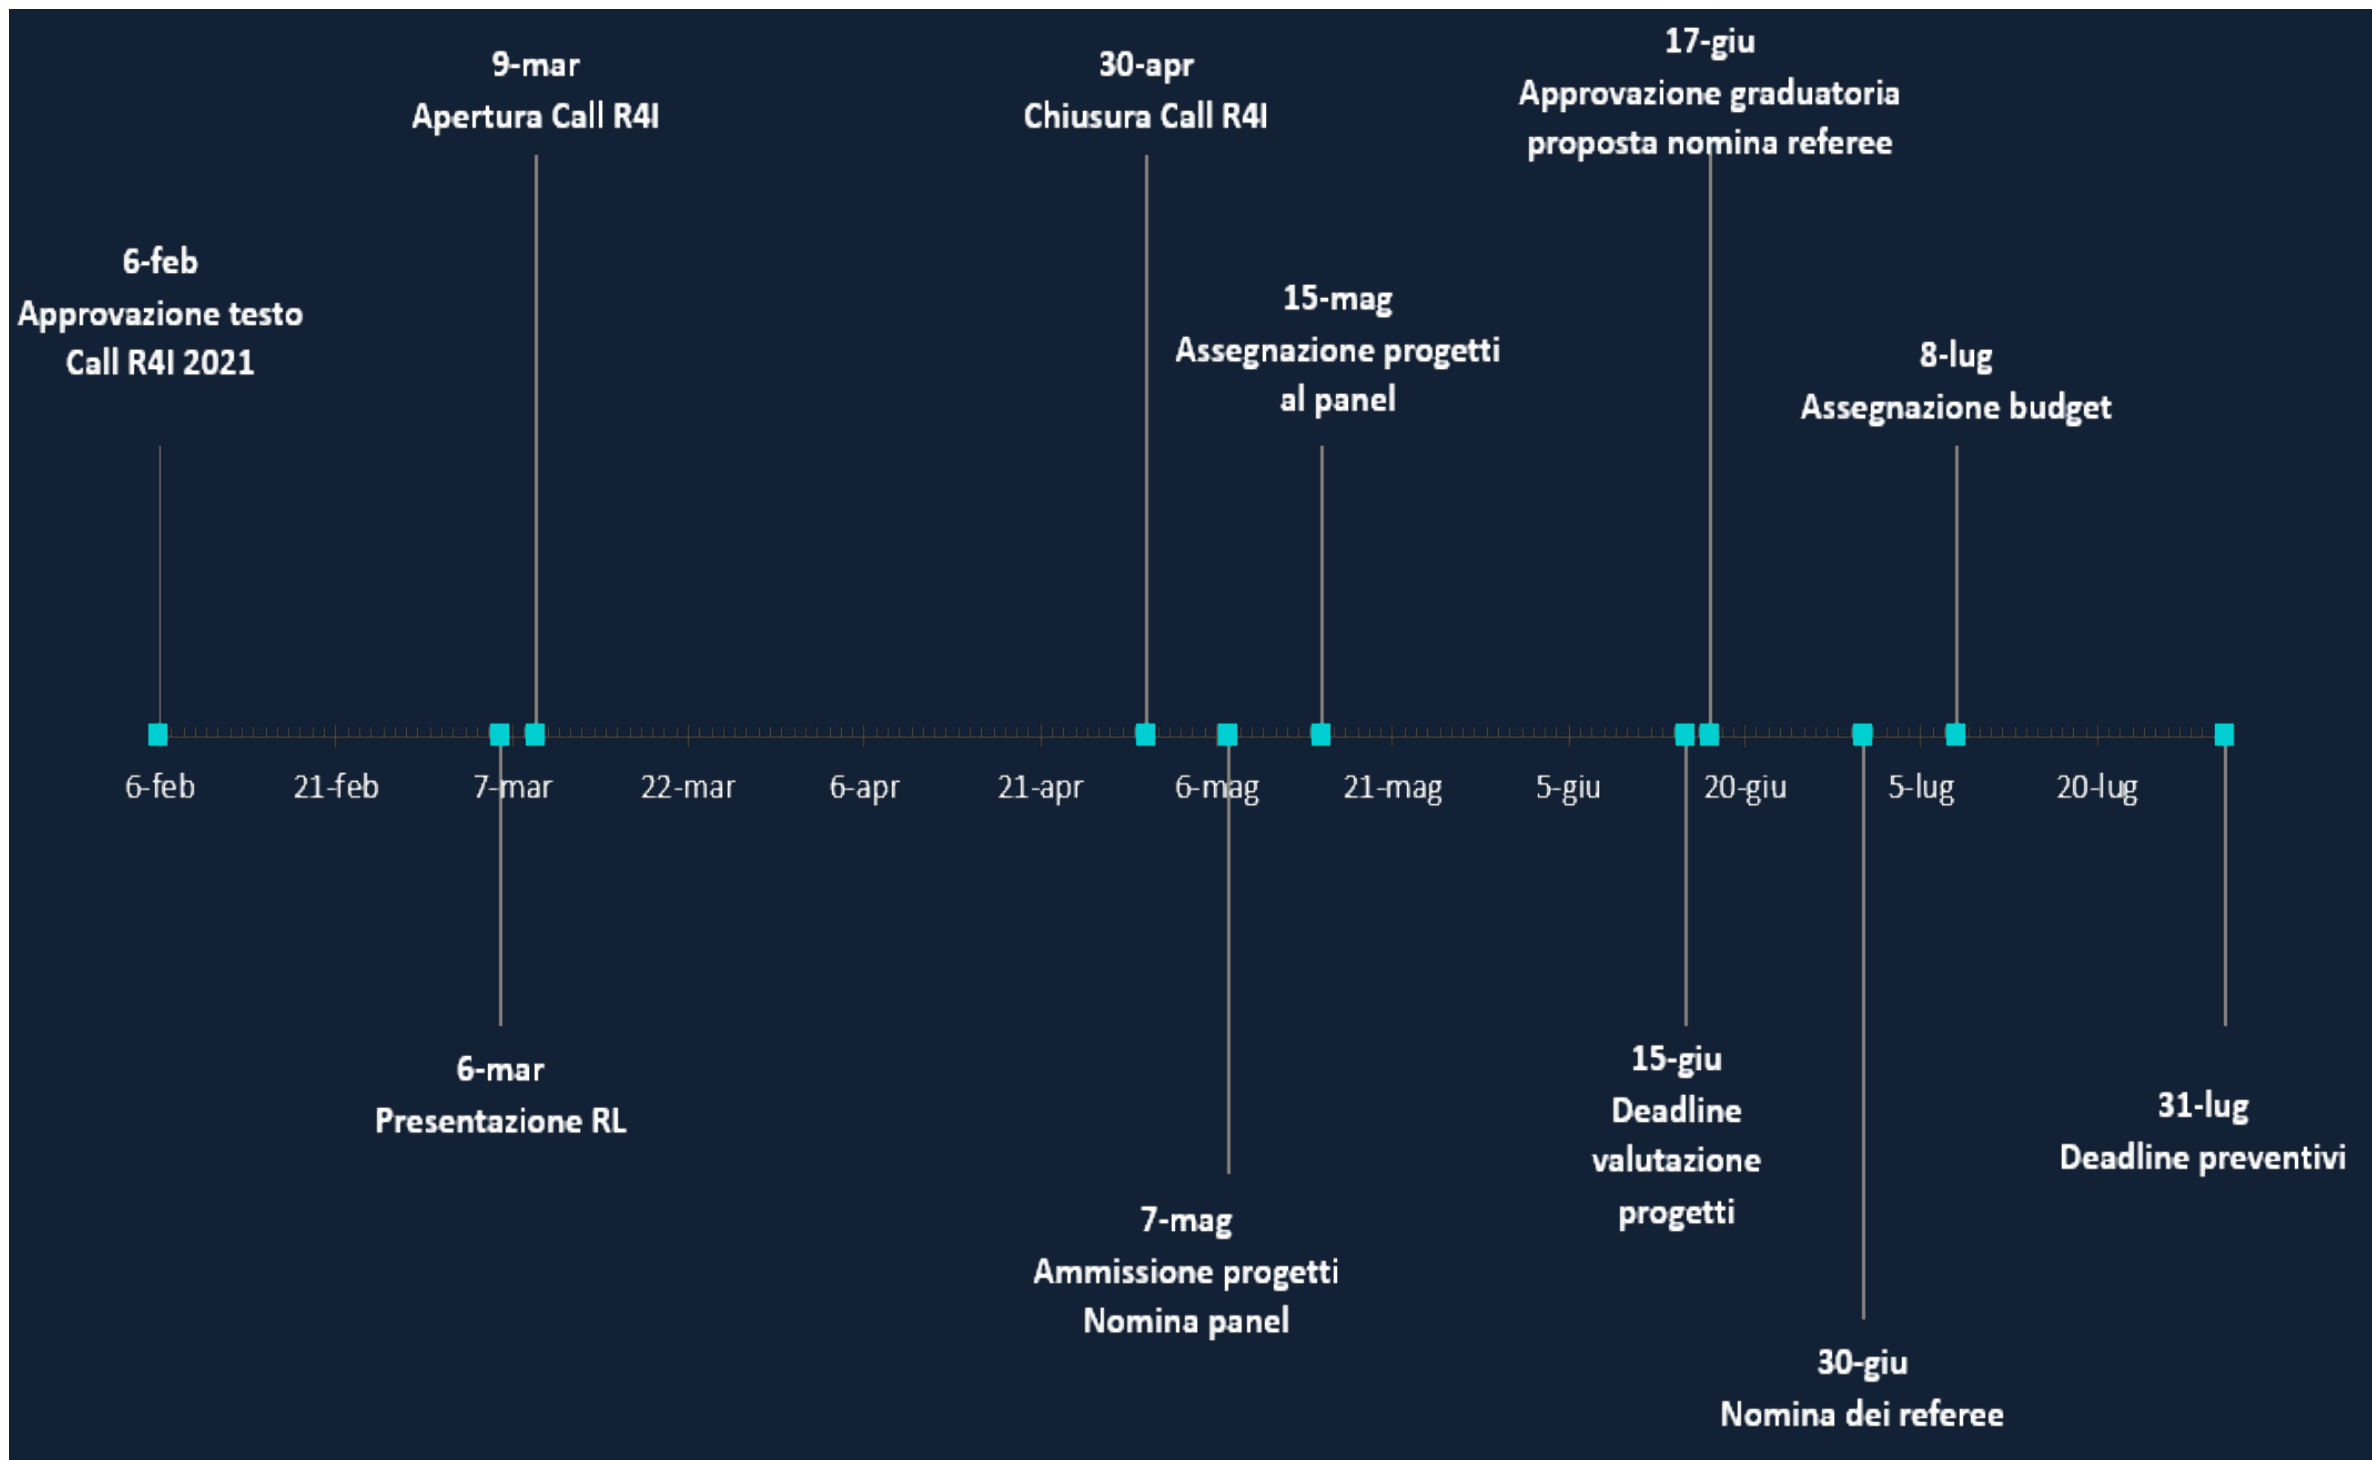 17-giu
Approvazione graduatoria
proposta nomina referee
9-mar
Apertura Call R4I
30-apr
Chiusura Call R4I
6-feb
Approvazione testo
Call R4I 2021
15-mag
Assegnazione progetti
al panel
8-lug
Assegnazione budget
6-feb
21-feb
7-mar
22-mar
6-apr
21-apr
6-mag
21-mag
5-giu
20-giu
5-lug
20-lug
6-mar
Presentazione RL
15-giu
Deadline
valutazione
progetti
31-lug
Deadline preventivi
7-mag
Ammissione progetti
Nomina panel
30-giu
Nomina dei referee